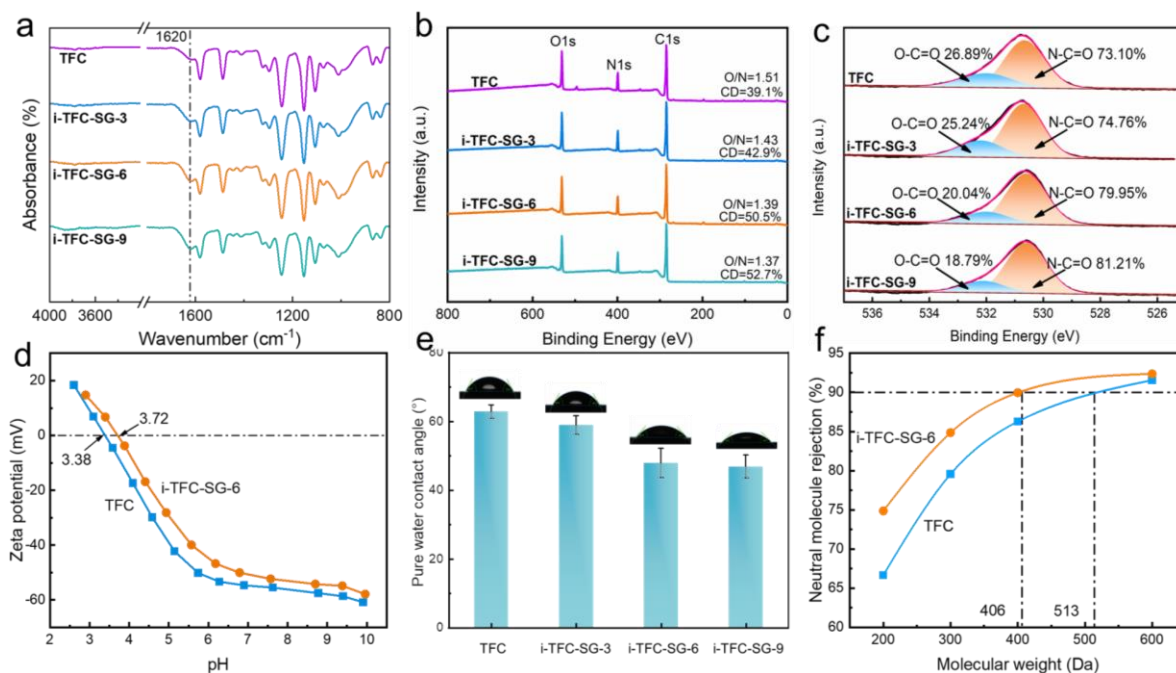 a
1620
TFC
i-TFC-SG-3
i-TFC-SG-6
i-TFC-SG-9
Absorbance (%)
4000 3600 1600 1200 800
Wavenumber (cm⁻¹)
b
O1s
N1s
C1s
TFC
O/N=1.51
CD=39.1%
i-TFC-SG-3
O/N=1.43
CD=42.9%
i-TFC-SG-6
O/N=1.39
CD=50.5%
i-TFC-SG-9
O/N=1.37
CD=52.7%
Intensity (a.u.)
800 600 400 200 0
Binding Energy (eV)
c
O-C=O 26.89% N-C=O 73.10%
TFC
O-C=O 25.24% N-C=O 74.76%
i-TFC-SG-3
O-C=O 20.04% N-C=O 79.95%
i-TFC-SG-6
O-C=O 18.79% N-C=O 81.21%
i-TFC-SG-9
Intensity (a.u.)
536 534 532 530 528 526
Binding Energy (eV)
d
20
0
-20
-40
-60
Zeta potential (mV)
3.72
3.38
i-TFC-SG-6
TFC
2 3 4 5 6 7 8 9 10
pH
e
80
60
40
20
0
Pure water contact angle (°)
TFC i-TFC-SG-3 i-TFC-SG-6 i-TFC-SG-9
f
100
95
90
85
80
75
70
65
60
Neutral molecule rejection (%)
i-TFC-SG-6
TFC
406 513
200 300 400 500 600
Molecular weight (Da)